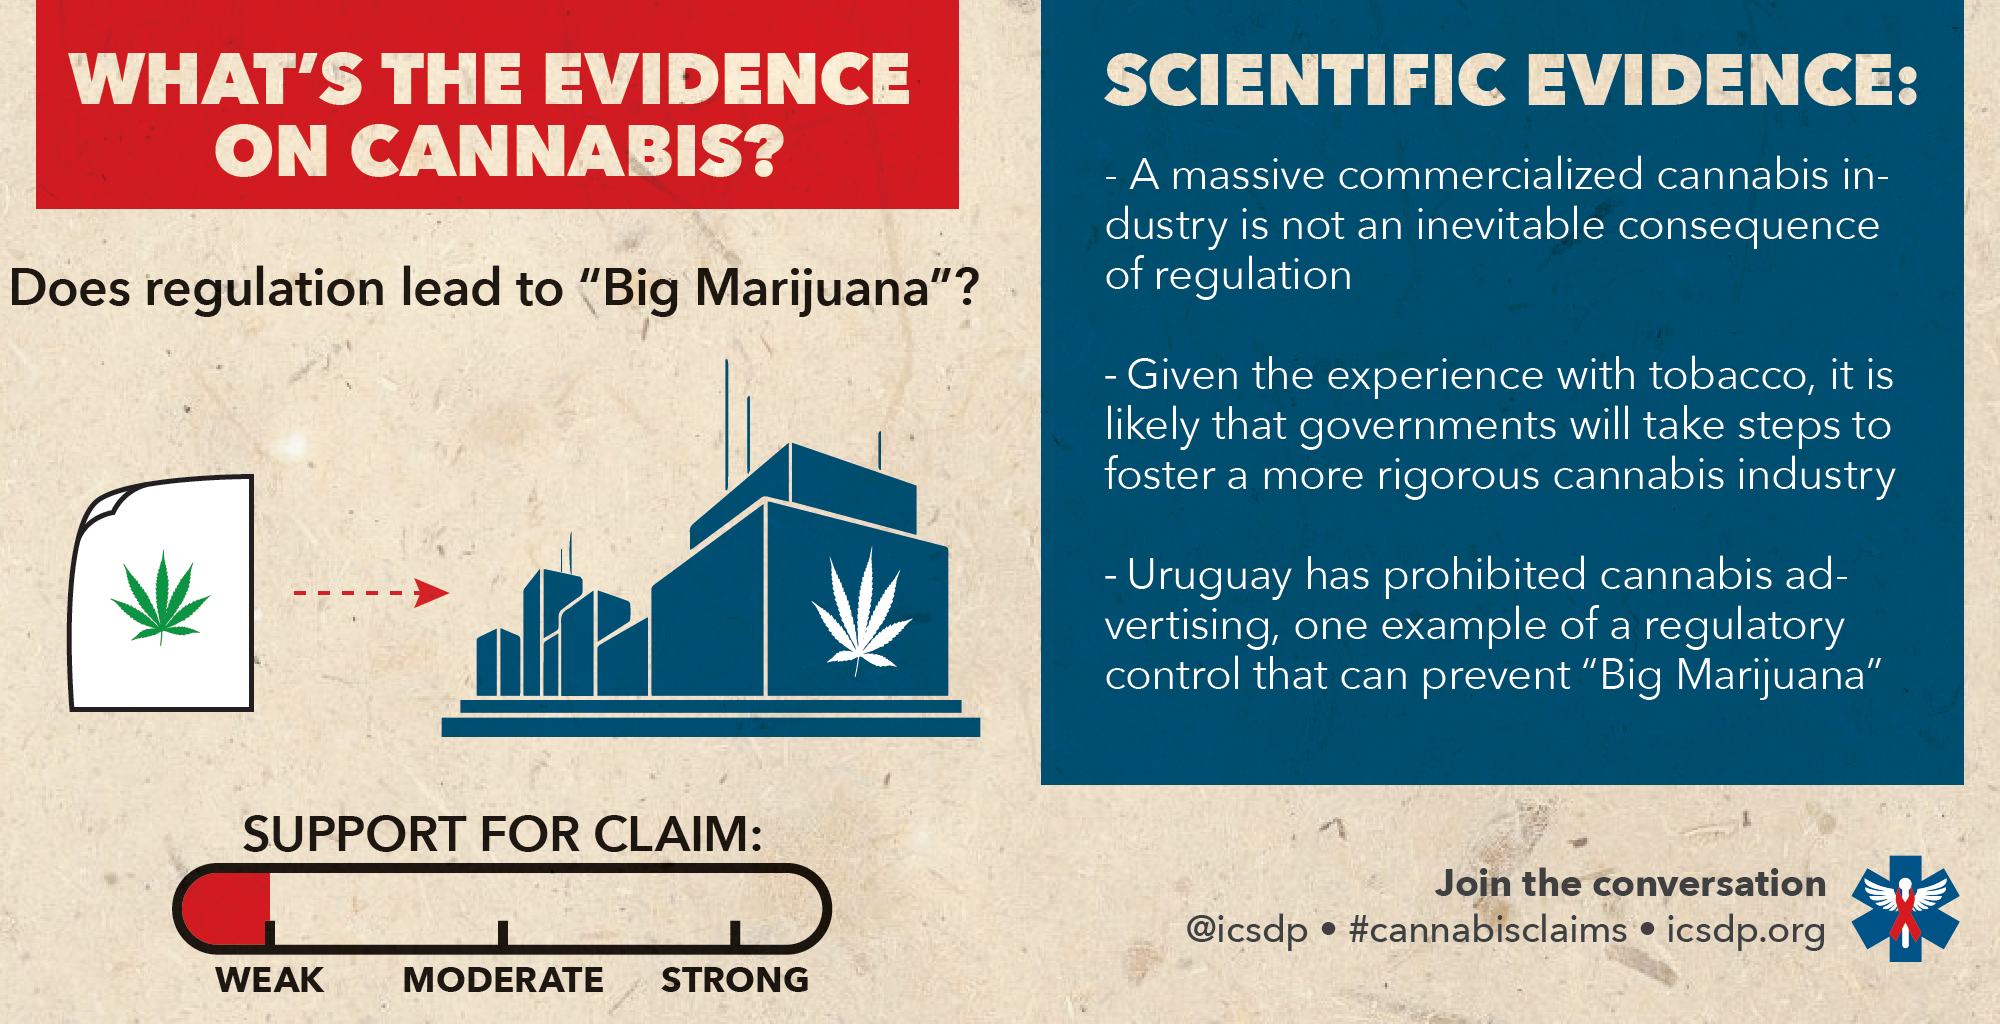 WHAT'S THE EVIDENCE
ON CANNABIS?
Does regulation lead to “Big Marijuana”?
SUPPORT FOR CLAIM:
WEAK MODERATE STRONG
SCIENTIFIC EVIDENCE:
- A massive commercialized cannabis in-
dustry is not an inevitable consequence
of regulation
- Given the experience with tobacco, it is
likely that governments will take steps to
foster a more rigorous cannabis industry
- Uruguay has prohibited cannabis ad-
vertising, one example of a regulatory
control that can prevent “Big Marijuana”
Join the conversation
@icsdp • #cannabisclaims • icsdp.org